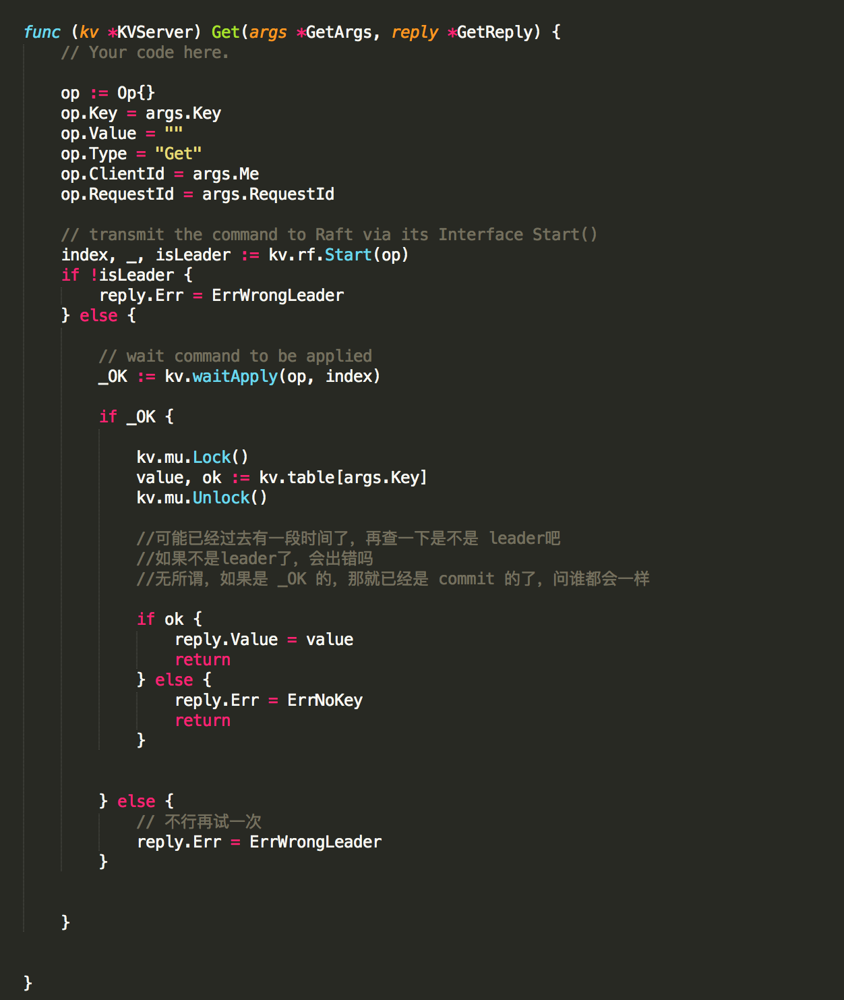 func (kv *KVServer) Get(args *GetArgs, reply *GetReply) {
// Your code here.
op := Op{}
op.Key = args.Key
op.Value = ""
op.Type = "Get"
op.ClientId = args.Me
op.RequestId = args.RequestId
// transmit the command to Raft via its Interface Start()
index, _, isLeader := kv.rf.Start(op)
if !isLeader {
reply.Err = ErrWrongLeader
} else {
// wait command to be applied
_OK := kv.waitApply(op, index)
if _OK {
kv.mu.Lock()
value, ok := kv.table[args.Key]
kv.mu.Unlock()
//可能已经过去有一段时间了，再查一下是不是 leader吧
//如果不是leader了，会出错吗
//无所谓，如果是 _OK 的，那就已经是 commit 的了，问谁都会一样
if ok {
reply.Value = value
return
} else {
reply.Err = ErrNoKey
return
}
} else {
// 不行再试一次
reply.Err = ErrWrongLeader
}
}
}